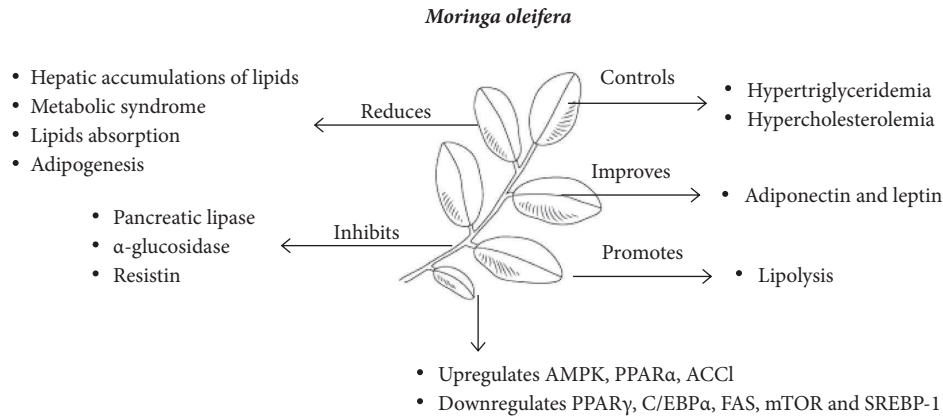 Moringa oleifera
• Hepatic accumulations of lipids
• Metabolic syndrome
• Lipids absorption
• Adipogenesis
Reduces
Controls
• Hypertriglyceridemia
• Hypercholesterolemia
Improves
• Adiponectin and leptin
• Pancreatic lipase
• α-glucosidase
• Resistin
Inhibits
Promotes
• Lipolysis
• Upregulates AMPK, PPARα, ACCl
• Downregulates PPARγ, C/EBPα, FAS, mTOR and SREBP-1